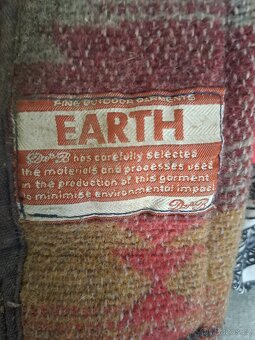 FINE OUTDOOR GARMENTS
EARTH
has carefully selected
the materials and processes used
in the production of this garment
to minimise environmental impact